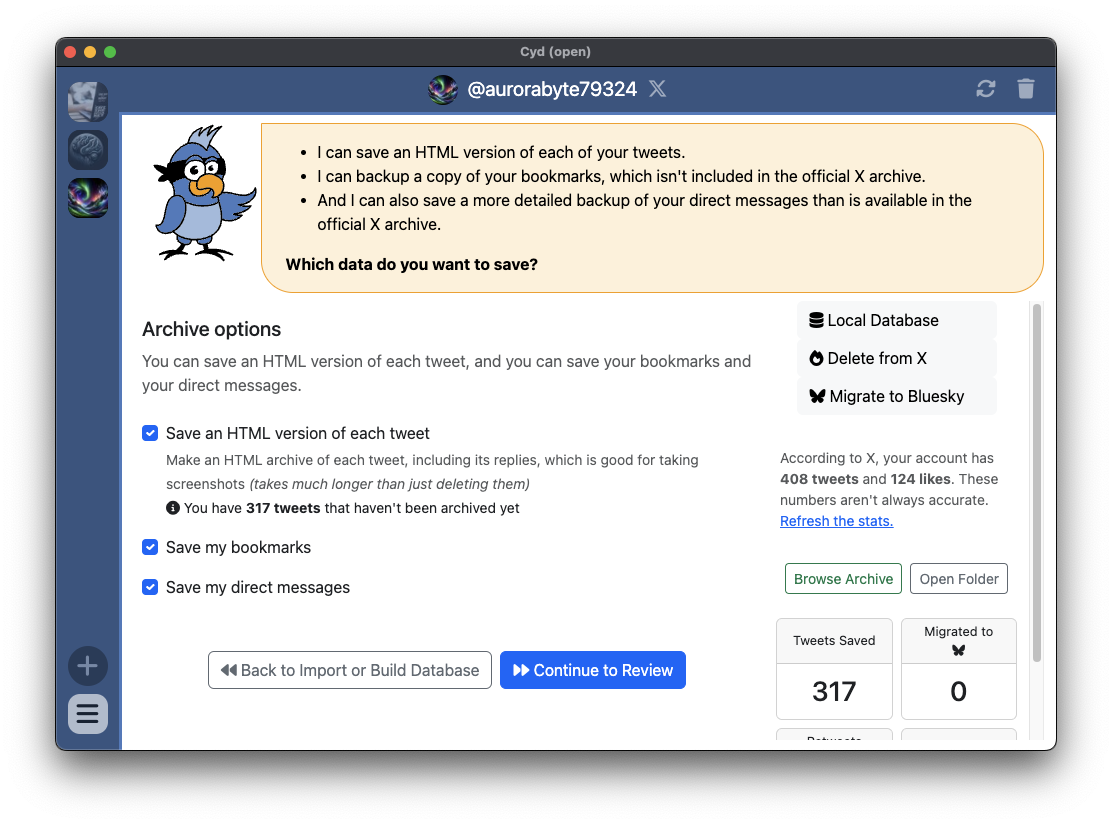 Cyd (open)
@aurorabyte79324
I can save an HTML version of each of your tweets.
I can backup a copy of your bookmarks, which isn't included in the official X archive.
And I can also save a more detailed backup of your direct messages than is available in the
official X archive.
Which data do you want to save?
Archive options
You can save an HTML version of each tweet, and you can save your bookmarks and
your direct messages.
Save an HTML version of each tweet
Make an HTML archive of each tweet, including its replies, which is good for taking
screenshots (takes much longer than just deleting them)
You have 317 tweets that haven't been archived yet
Save my bookmarks
Save my direct messages
Back to Import or Build Database
Continue to Review
Local Database
Delete from X
Migrate to Bluesky
According to X, your account has
408 tweets and 124 likes. These
numbers aren't always accurate.
Refresh the stats.
Browse Archive
Open Folder
Tweets Saved
317
Migrated to
0